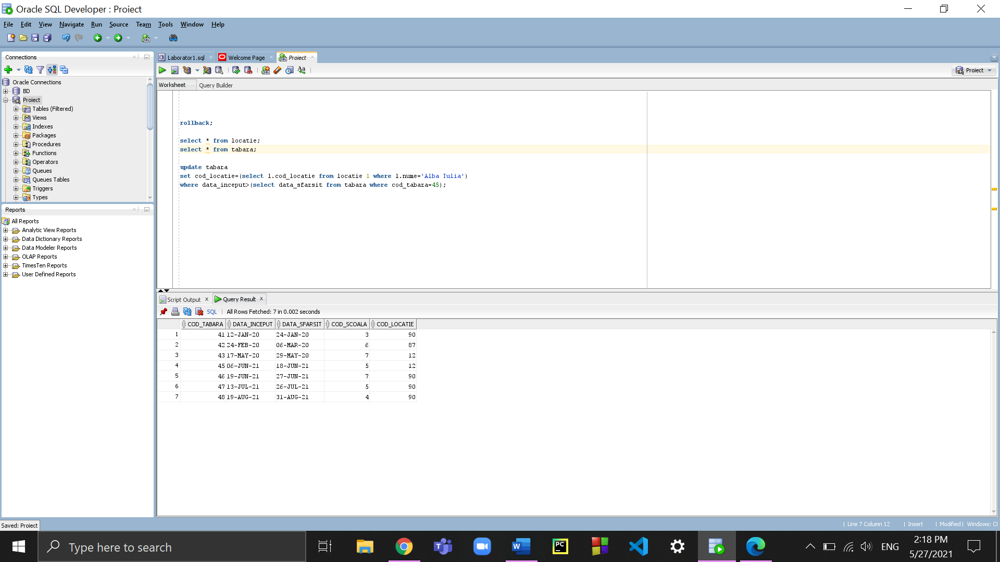 Oracle SQL Developer : Proiect
File Edit View Navigate Run Source Team Tools Window Help
Connections
Oracle Connections
BD
Proiect
Tables (Filtered)
Views
Indexes
Packages
Procedures
Functions
Operators
Queues
Queues Tables
Triggers
Types
Reports
All Reports
Analytic View Reports
Data Dictionary Reports
Data Modeler Reports
OLAP Reports
TimesTen Reports
User Defined Reports
Laborator1.sql Welcome Page Proiect
Proiect
Worksheet Query Builder
rollback;
select * from locatie;
select * from tabara;
update tabara
set cod_locatie=(select l.cod_locatie from locatie l where l.nume='Alba Iulia')
where data_inceput>(select data_sfarsit from tabara where cod_tabara=45);
Script Output Query Result
SQL All Rows Fetched: 7 in 0.002 seconds
COD_TABARA DATA_INCEPUT DATA_SFARSIT COD_SCOALA COD_LOCATIE
1 41 12-JAN-20 24-JAN-20 3 90
2 42 24-FEB-20 06-MAR-20 6 87
3 43 17-MAY-20 29-MAY-20 7 12
4 45 06-JUN-21 18-JUN-21 5 12
5 46 19-JUN-21 27-JUN-21 7 90
6 47 13-JUL-21 26-JUL-21 5 90
7 48 19-AUG-21 31-AUG-21 4 90
Saved: Proiect
Line 7 Column 12 Insert Modified Windows: Cl
Type here to search
ENG
2:18 PM
5/27/2021